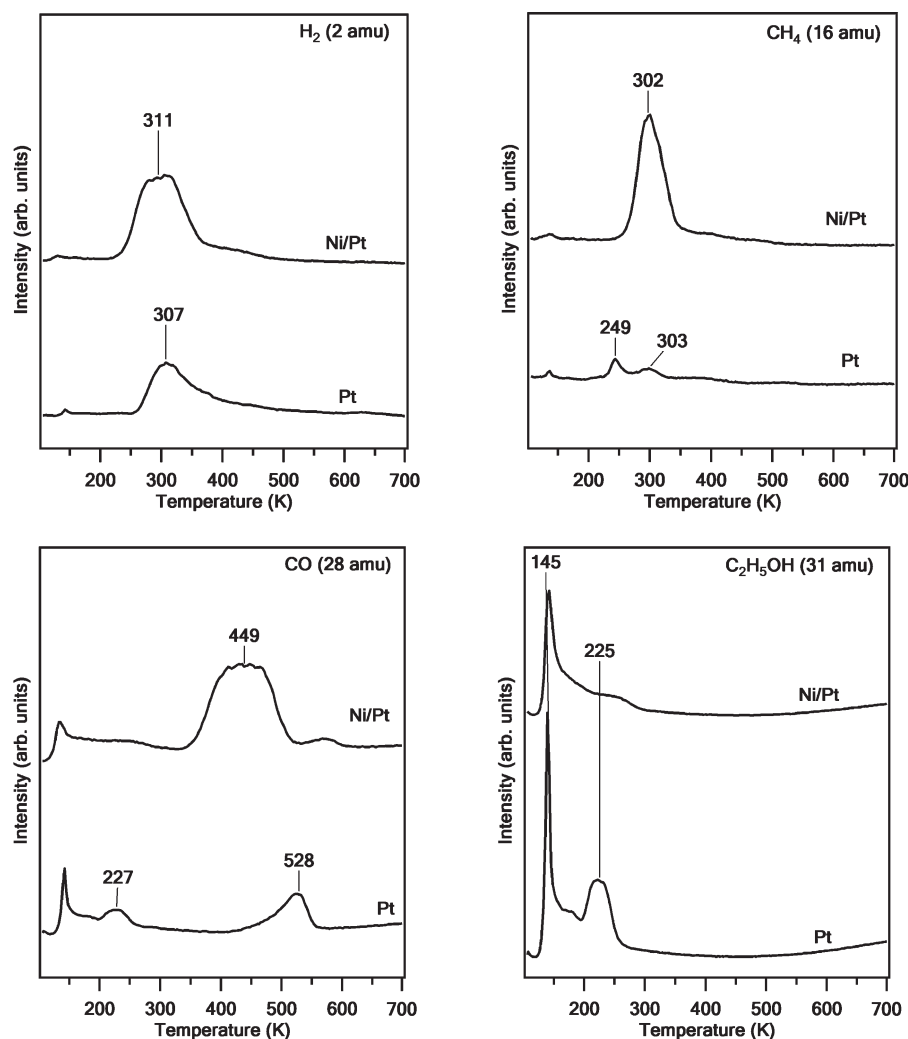 H₂ (2 amu)
311
Ni/Pt
307
Pt
Intensity (arb. units)
200 300 400 500 600 700
Temperature (K)
CH₄ (16 amu)
302
Ni/Pt
249
303
Pt
Intensity (arb. units)
200 300 400 500 600 700
Temperature (K)
CO (28 amu)
449
Ni/Pt
227
528
Pt
Intensity (arb. units)
200 300 400 500 600 700
Temperature (K)
145
C₂H₅OH (31 amu)
225
Ni/Pt
Pt
Intensity (arb. units)
200 300 400 500 600 700
Temperature (K)